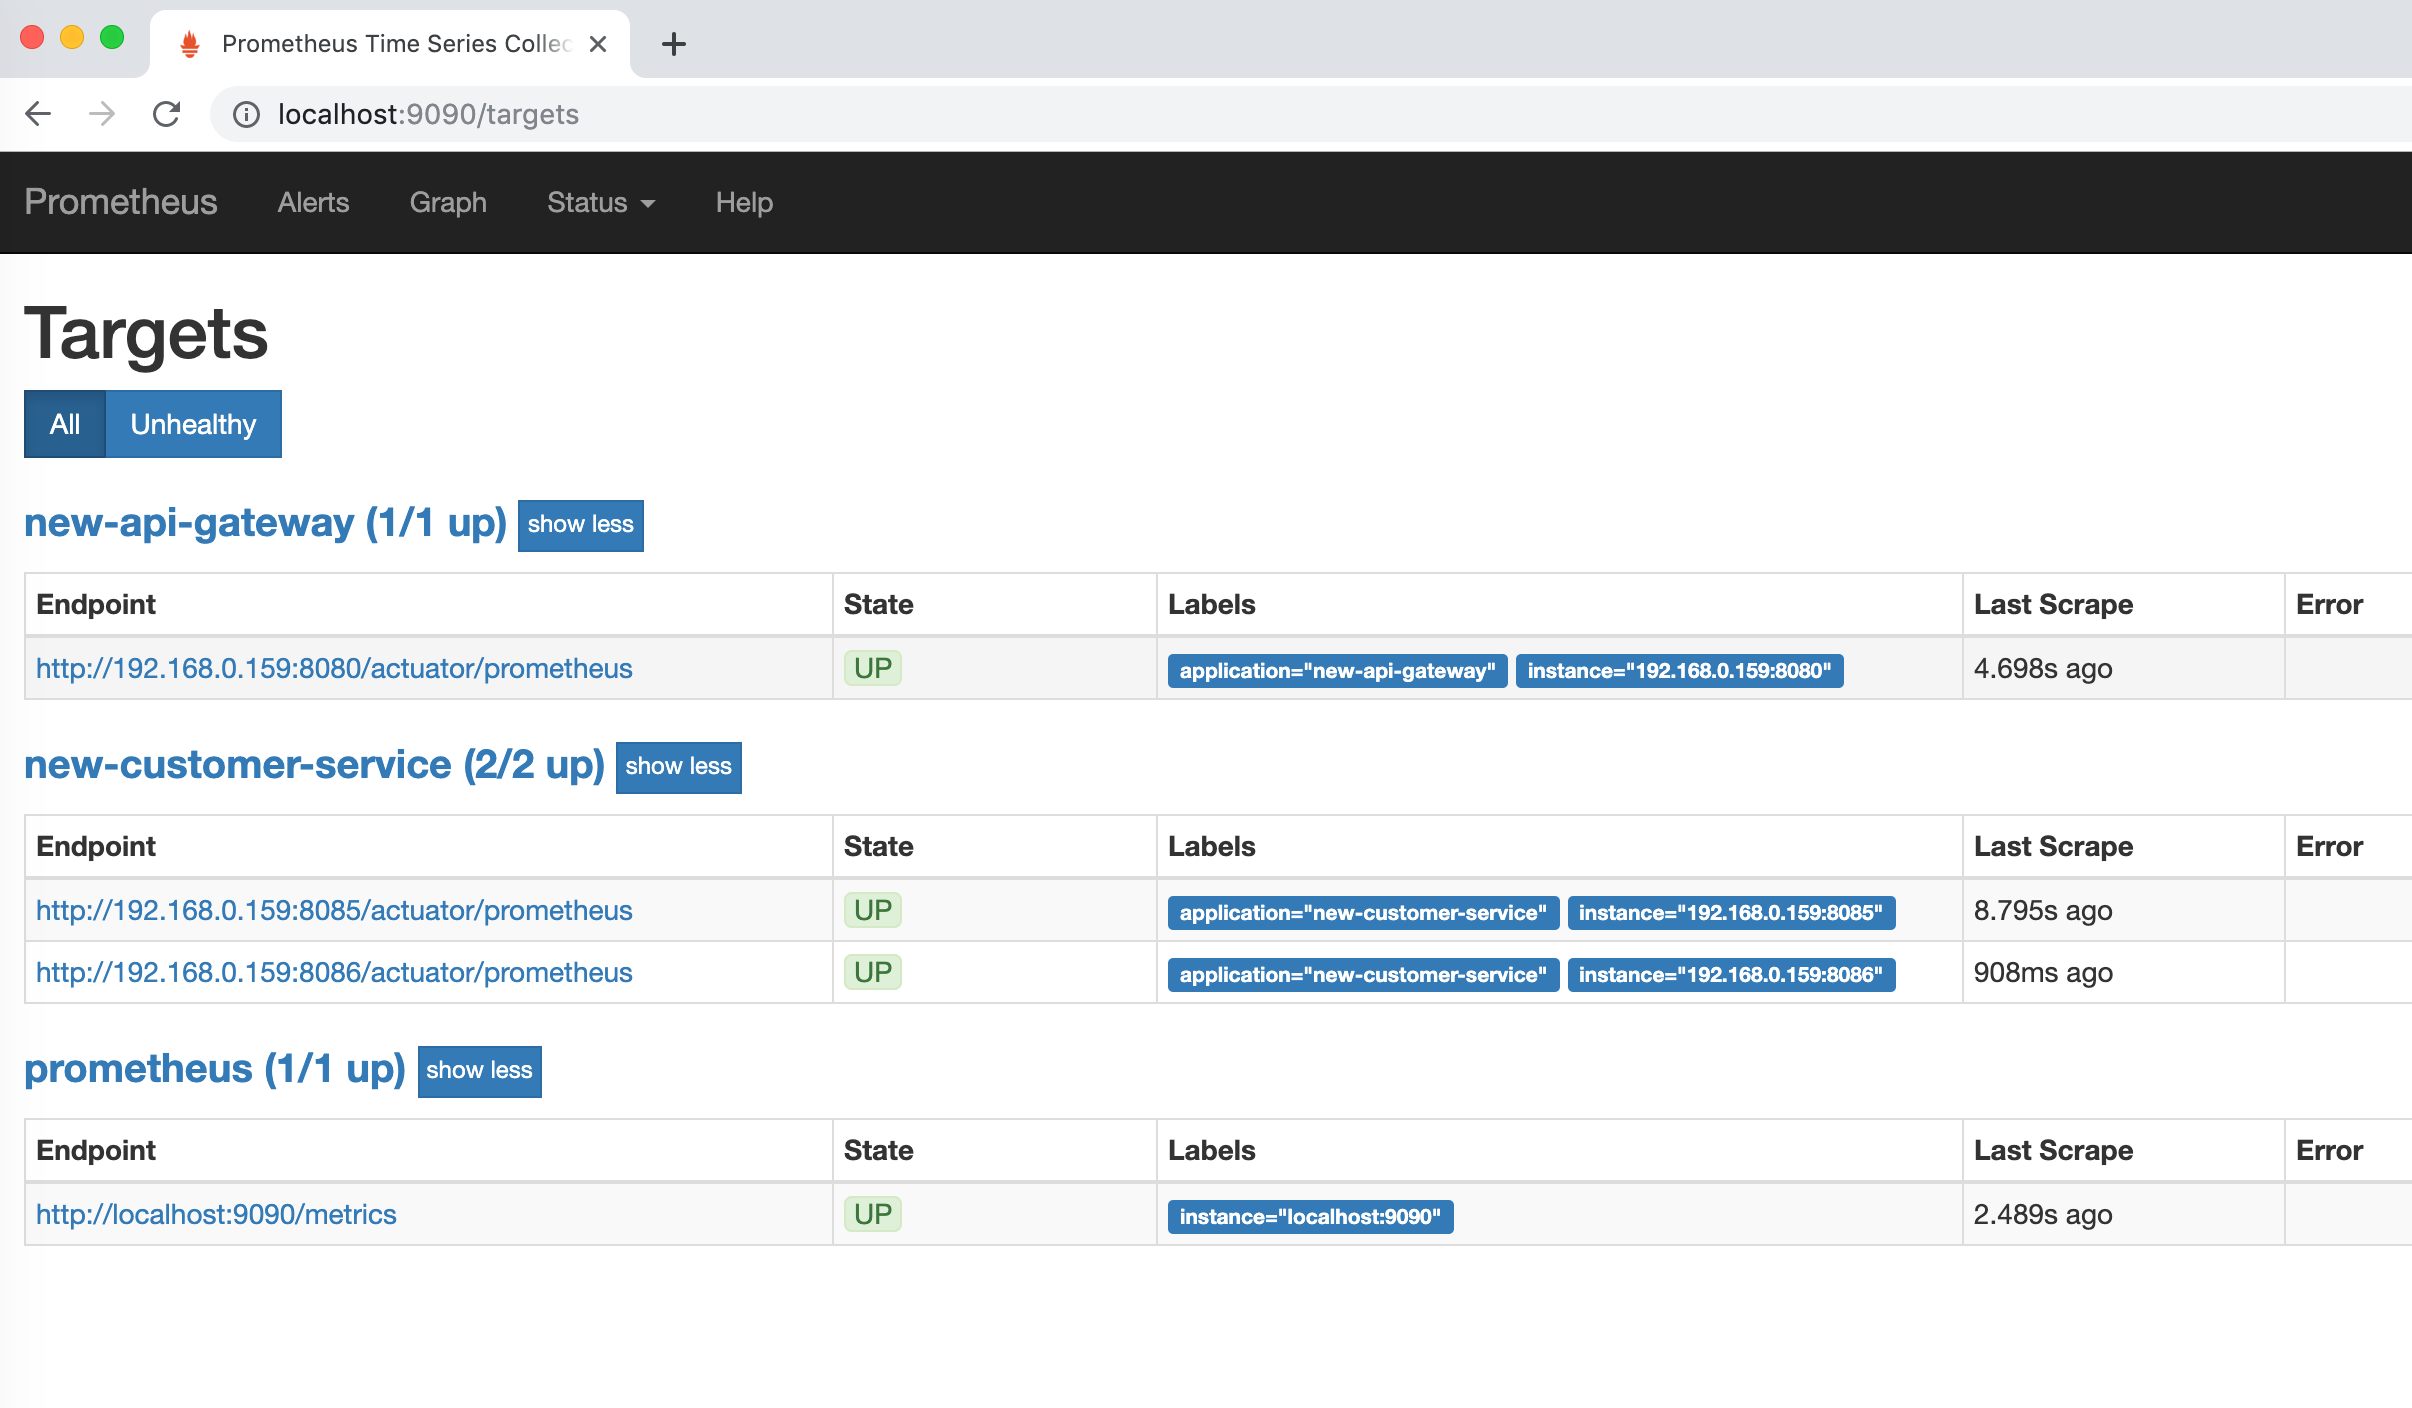 Prometheus Time Series Collec
localhost:9090/targets
Prometheus Alerts Graph Status Help
Targets
All Unhealthy
new-api-gateway (1/1 up) show less
Endpoint State Labels Last Scrape Error
http://192.168.0.159:8080/actuator/prometheus UP application="new-api-gateway" instance="192.168.0.159:8080" 4.698s ago
new-customer-service (2/2 up) show less
Endpoint State Labels Last Scrape Error
http://192.168.0.159:8085/actuator/prometheus UP application="new-customer-service" instance="192.168.0.159:8085" 8.795s ago
http://192.168.0.159:8086/actuator/prometheus UP application="new-customer-service" instance="192.168.0.159:8086" 908ms ago
prometheus (1/1 up) show less
Endpoint State Labels Last Scrape Error
http://localhost:9090/metrics UP instance="localhost:9090" 2.489s ago